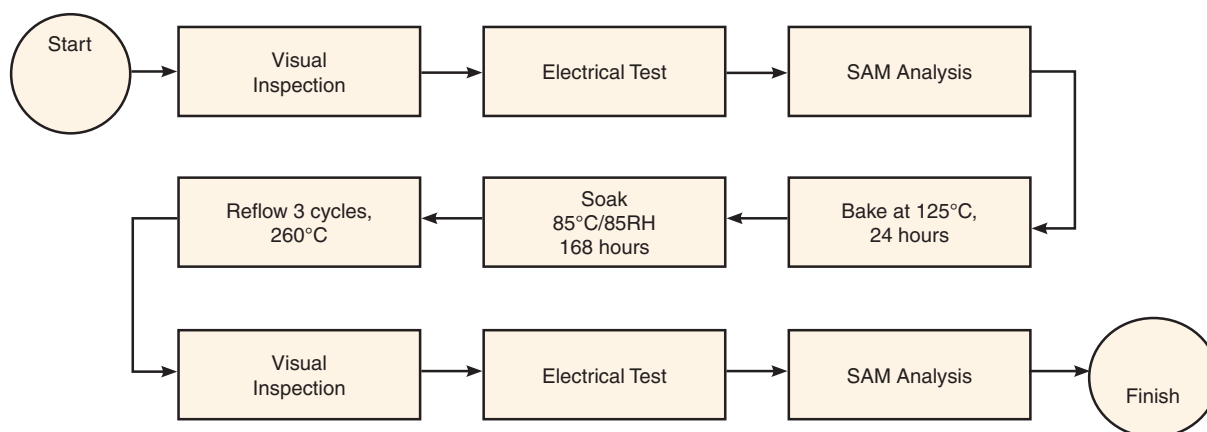 Start
Visual
Inspection
Electrical Test
SAM Analysis
Bake at 125°C,
24 hours
Soak
85°C/85RH
168 hours
Reflow 3 cycles,
260°C
Visual
Inspection
Electrical Test
SAM Analysis
Finish